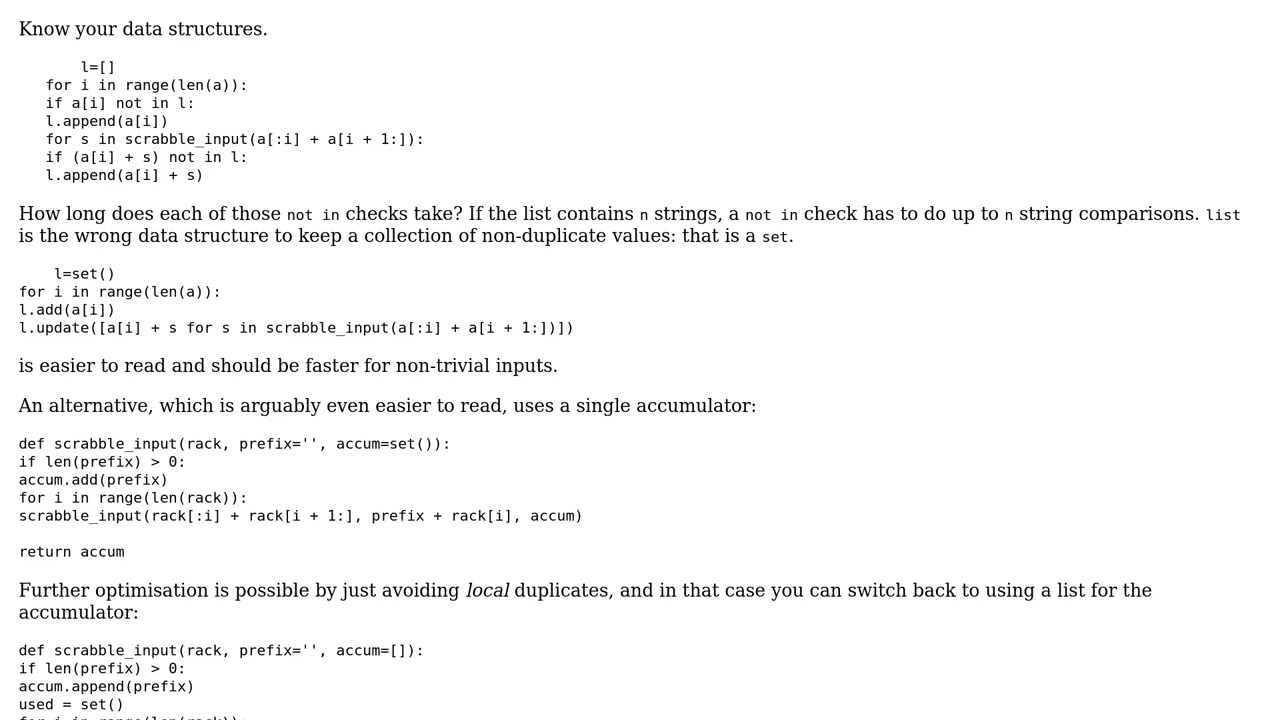 Know your data structures.
l=[]
for i in range(len(a)):
if a[i] not in l:
l.append(a[i])
for s in scrabble_input(a[:i] + a[i + 1:]):
if (a[i] + s) not in l:
l.append(a[i] + s)
How long does each of those not in checks take? If the list contains n strings, a not in check has to do up to n string comparisons. list
is the wrong data structure to keep a collection of non-duplicate values: that is a set.
l=set()
for i in range(len(a)):
l.add(a[i])
l.update([a[i] + s for s in scrabble_input(a[:i] + a[i + 1:])])
is easier to read and should be faster for non-trivial inputs.
An alternative, which is arguably even easier to read, uses a single accumulator:
def scrabble_input(rack, prefix='', accum=set()):
if len(prefix) > 0:
accum.add(prefix)
for i in range(len(rack)):
scrabble_input(rack[:i] + rack[i + 1:], prefix + rack[i], accum)
return accum
Further optimisation is possible by just avoiding local duplicates, and in that case you can switch back to using a list for the
accumulator:
def scrabble_input(rack, prefix='', accum=[]):
if len(prefix) > 0:
accum.append(prefix)
used = set()
for i in range(len(rack)):